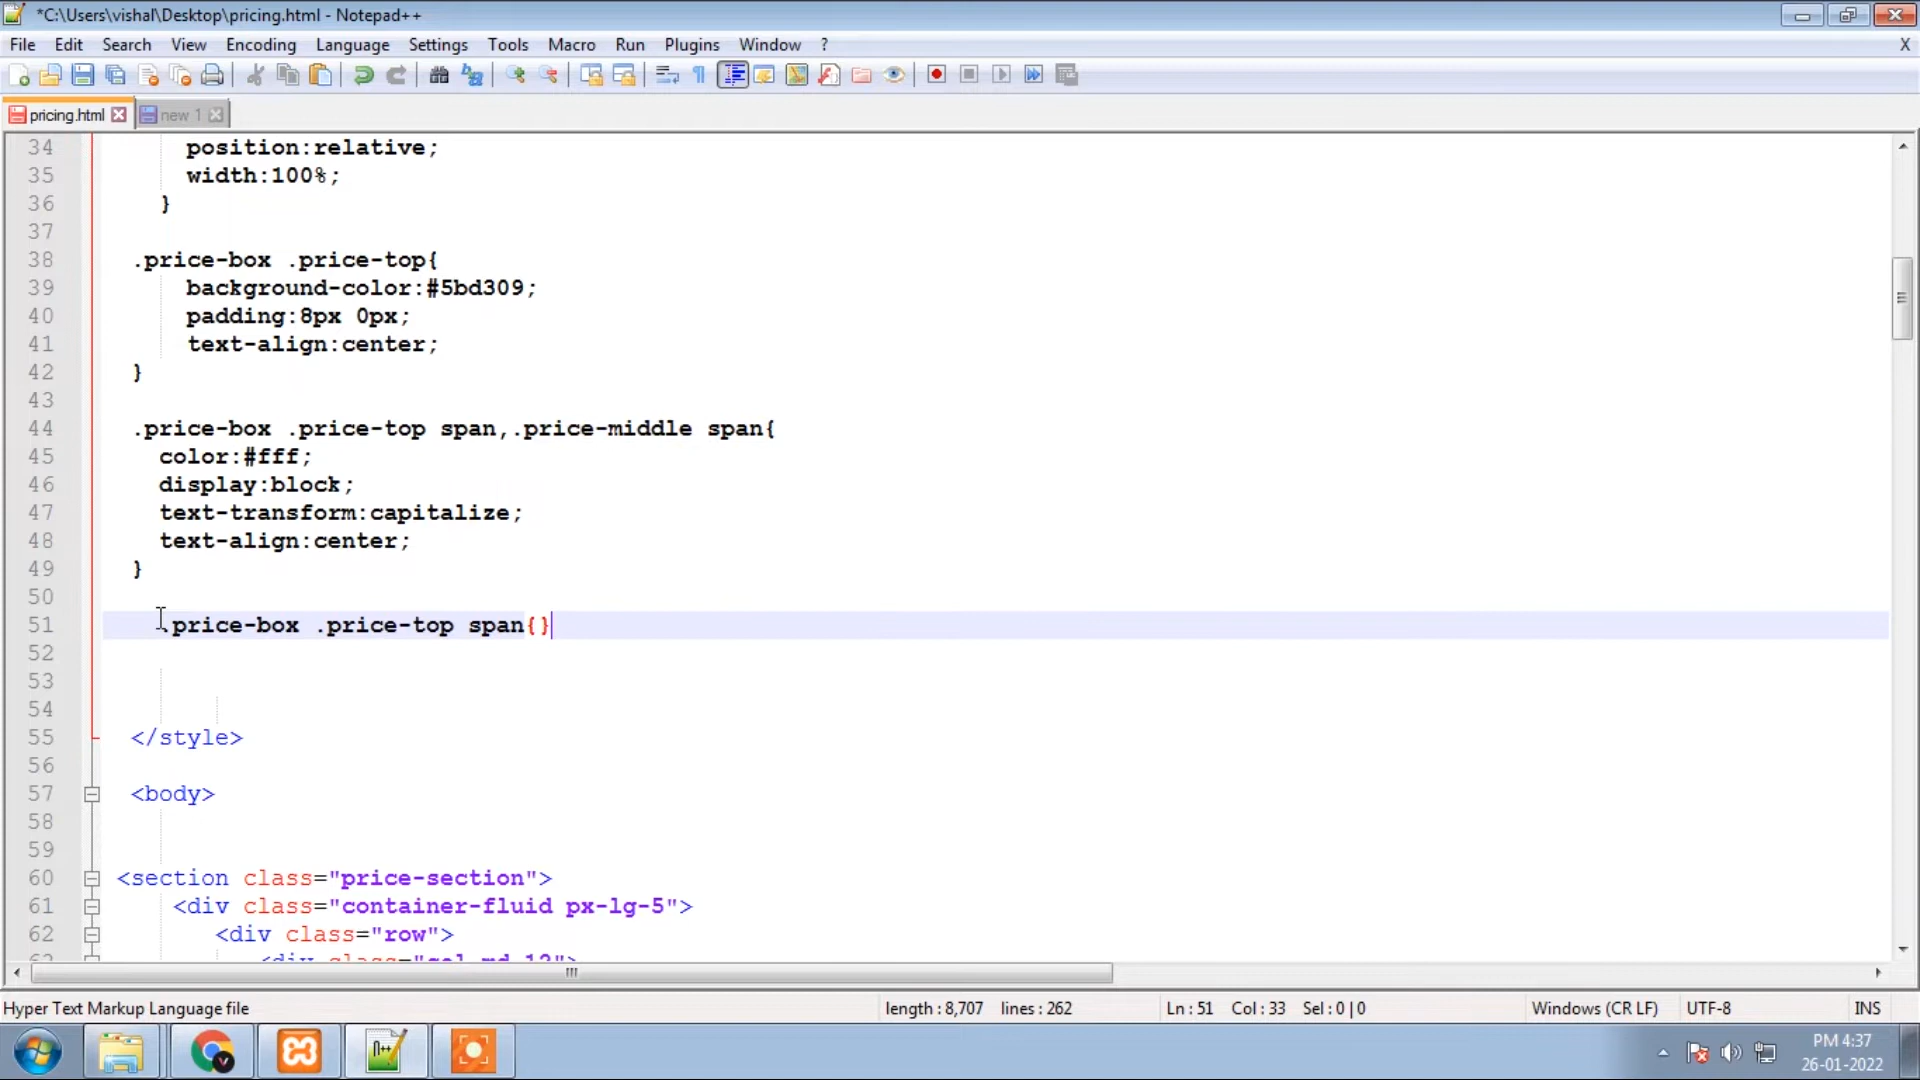 *C:\Users\vishal\Desktop\pricing.html - Notepad++
File Edit Search View Encoding Language Settings Tools Macro Run Plugins Window ? X
pricing.html new 1
34 position:relative;
35 width:100%;
36 }
37
38 .price-box .price-top{
39 background-color:#5bd309;
40 padding:8px 0px;
41 text-align:center;
42 }
43
44 .price-box .price-top span,.price-middle span{
45 color:#fff;
46 display:block;
47 text-transform:capitalize;
48 text-align:center;
49 }
50
51 .price-box .price-top span{}
52
53
54
55 </style>
56
57 <body>
58
59
60 <section class="price-section">
61 <div class="container-fluid px-lg-5">
62 <div class="row">
63 <div class="col-md-12">
Hyper Text Markup Language file length : 8,707 lines : 262 Ln : 51 Col : 33 Sel : 0 | 0 Windows (CR LF) UTF-8 INS
PM 4:37
26-01-2022